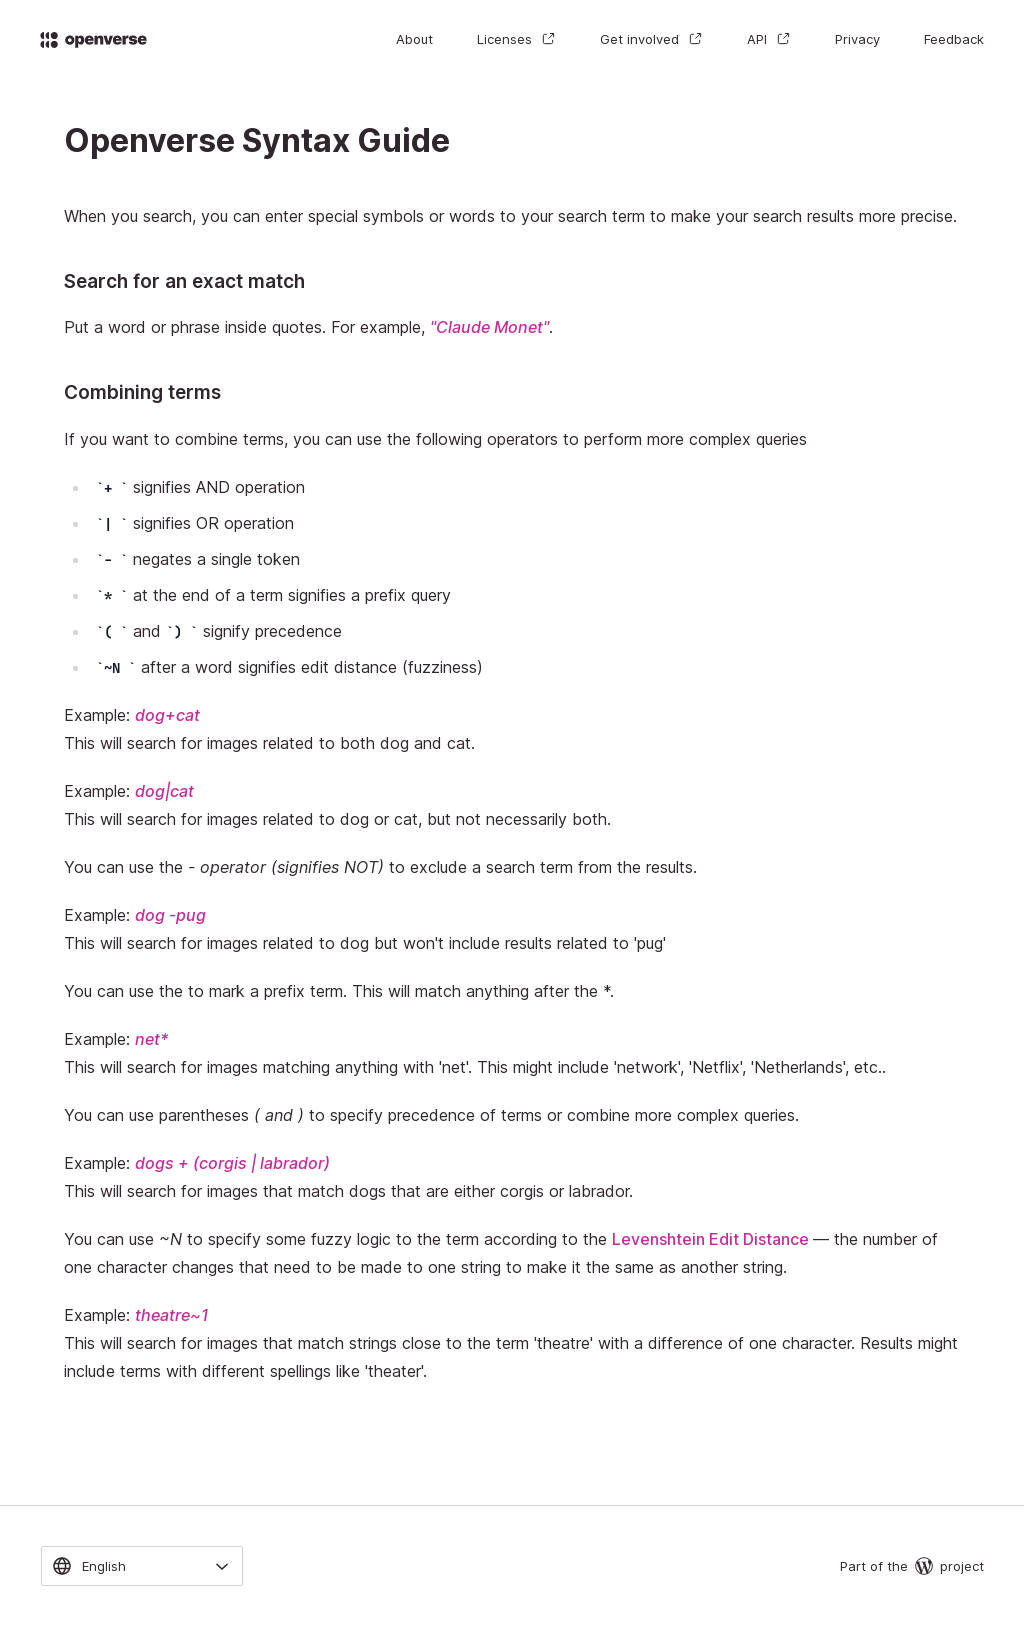 openverse
About
Licenses
Get involved
API
Privacy
Feedback
Openverse Syntax Guide
When you search, you can enter special symbols or words to your search term to make your search results more precise.
Search for an exact match
Put a word or phrase inside quotes. For example, "Claude Monet".
Combining terms
If you want to combine terms, you can use the following operators to perform more complex queries
`+ ` signifies AND operation
`| ` signifies OR operation
`- ` negates a single token
`* ` at the end of a term signifies a prefix query
`( ` and `) ` signify precedence
`~N ` after a word signifies edit distance (fuzziness)
Example: dog+cat
This will search for images related to both dog and cat.
Example: dog|cat
This will search for images related to dog or cat, but not necessarily both.
You can use the - operator (signifies NOT) to exclude a search term from the results.
Example: dog -pug
This will search for images related to dog but won't include results related to 'pug'
You can use the to mark a prefix term. This will match anything after the *.
Example: net*
This will search for images matching anything with 'net'. This might include 'network', 'Netflix', 'Netherlands', etc..
You can use parentheses ( and ) to specify precedence of terms or combine more complex queries.
Example: dogs + (corgis | labrador)
This will search for images that match dogs that are either corgis or labrador.
You can use ~N to specify some fuzzy logic to the term according to the Levenshtein Edit Distance — the number of
one character changes that need to be made to one string to make it the same as another string.
Example: theatre~1
This will search for images that match strings close to the term 'theatre' with a difference of one character. Results might
include terms with different spellings like 'theater'.
English
Part of the project